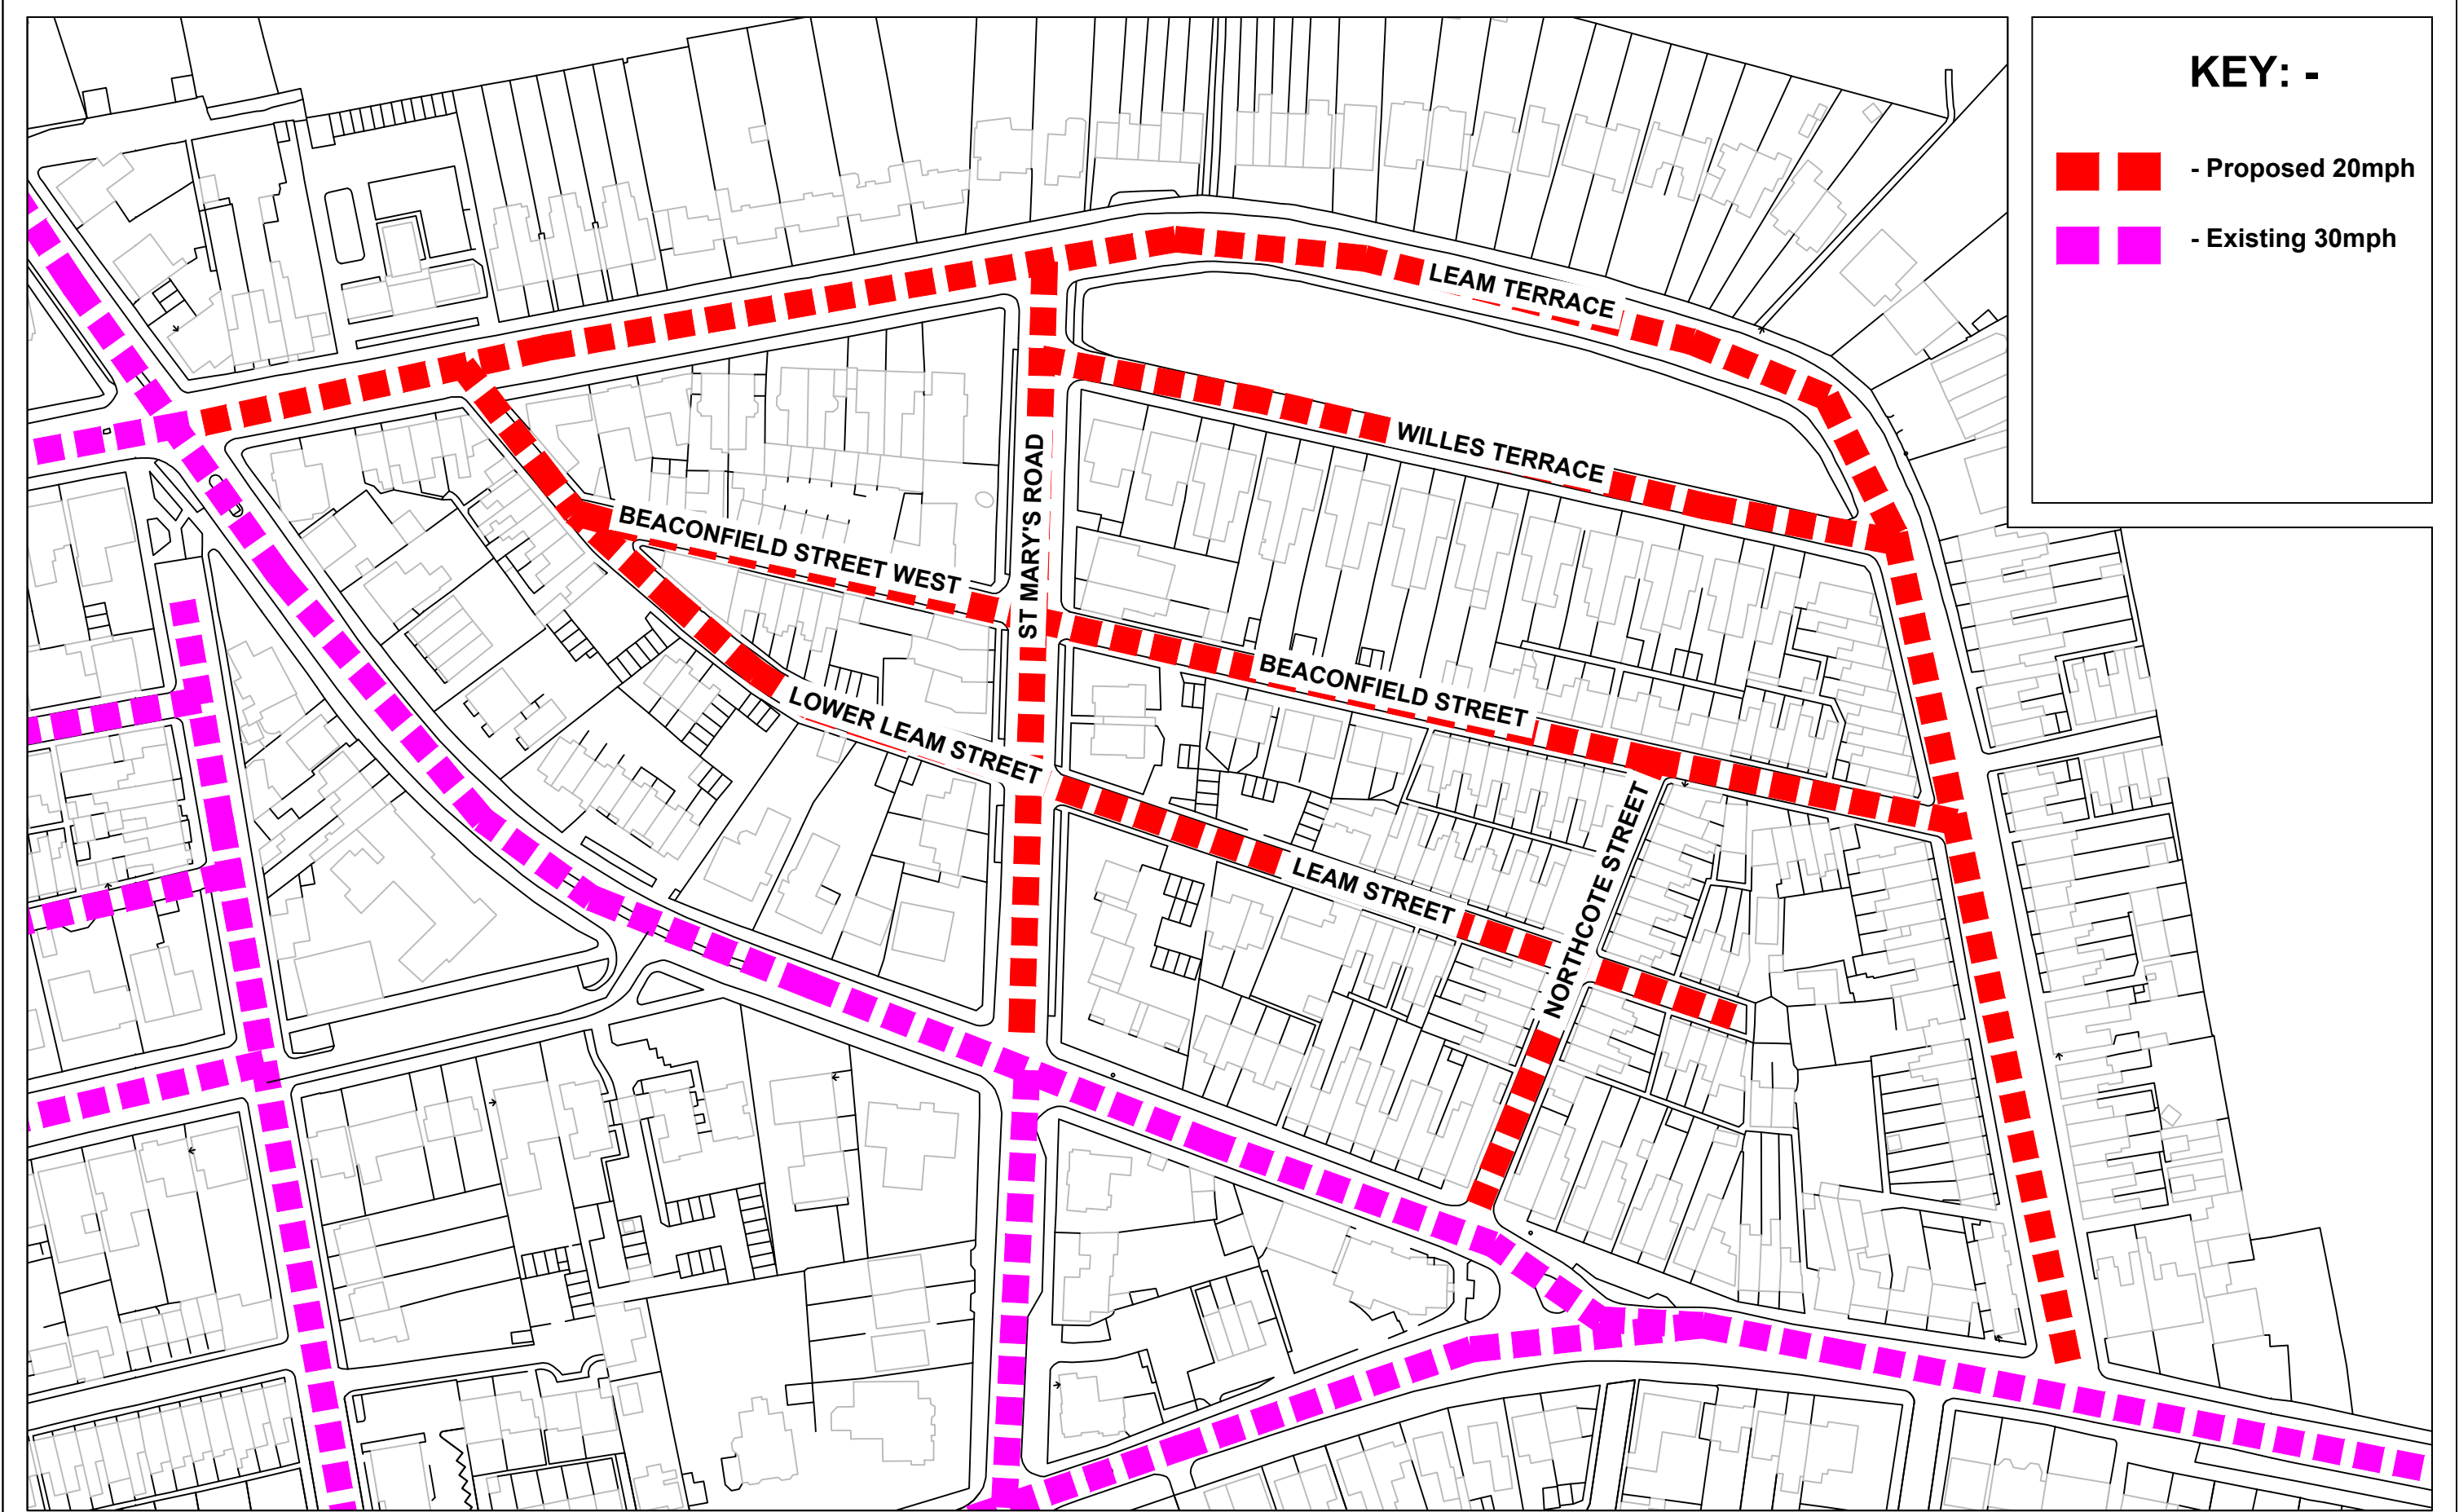 KEY: -
- Proposed 20mph
- Existing 30mph
LEAM TERRACE
WILLES TERRACE
ST MARY'S ROAD
BEACONFIELD STREET WEST
BEACONFIELD STREET
LOWER LEAM STREET
LEAM STREET
NORTHCOTE STREET